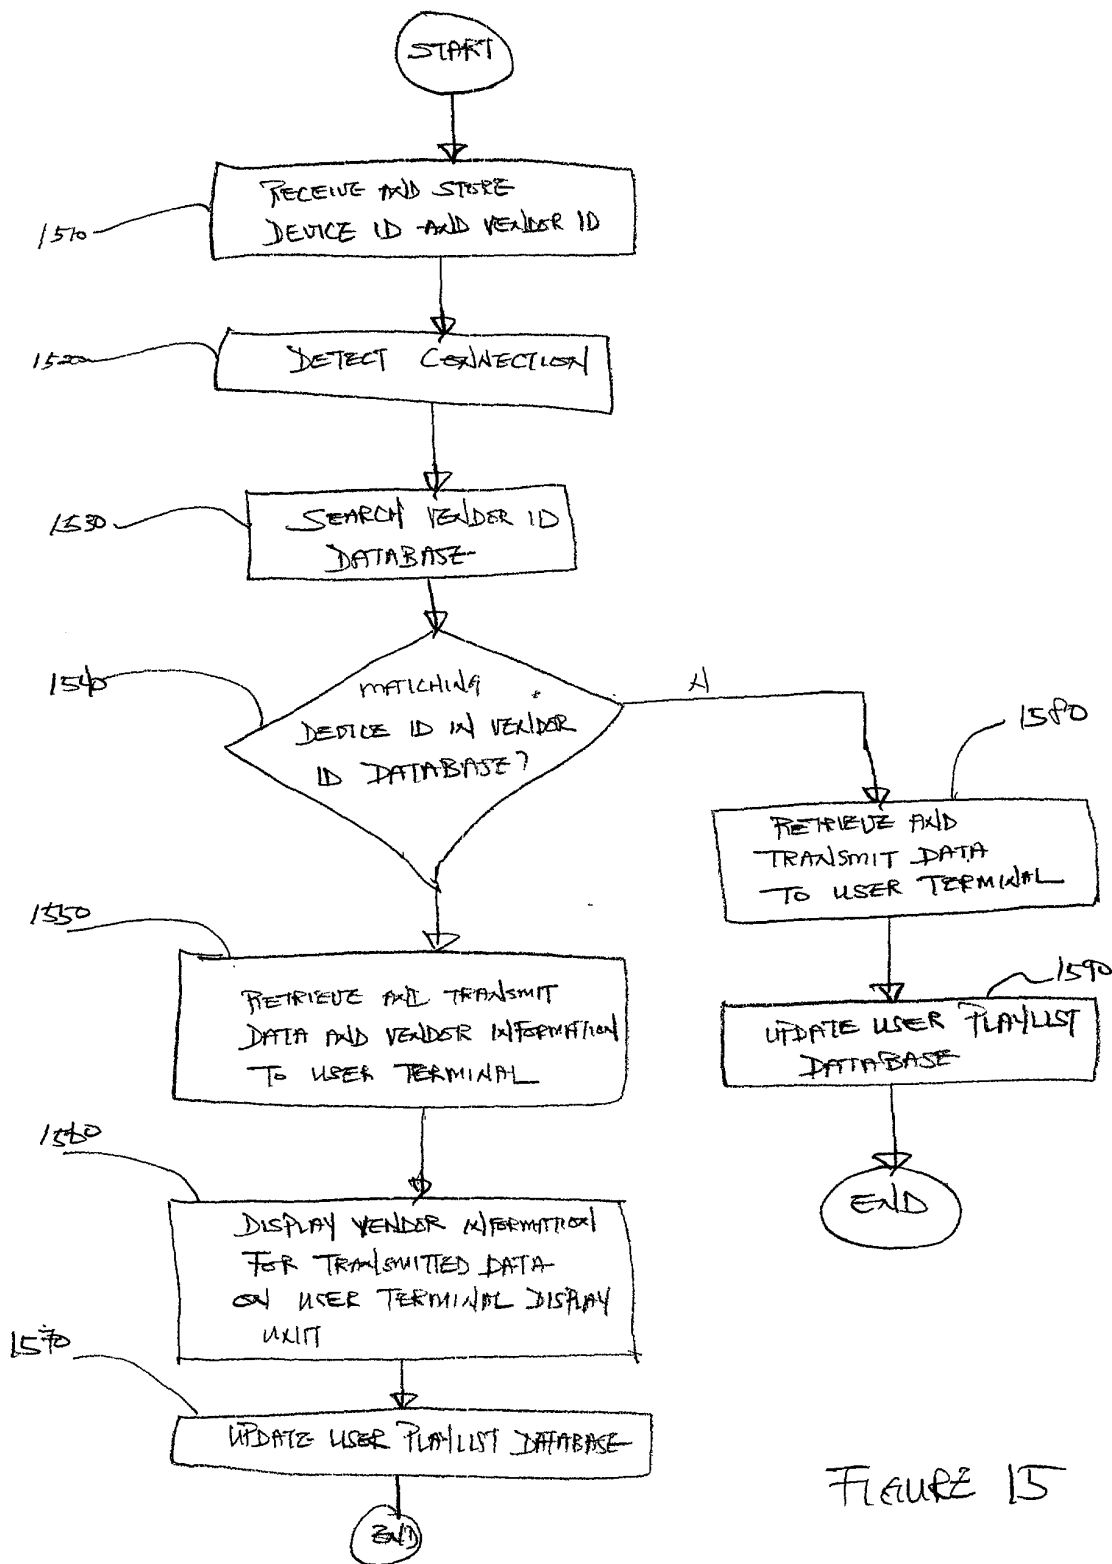 START
RECEIVE AND STORE
DEVICE ID AND VENDOR ID
1510
DETECT CONNECTION
1520
SEARCH VENDOR ID
DATABASE
1530
MATCHING
DEVICE ID IN VENDOR
ID DATABASE?
1540
N
1580
RETRIEVE AND
TRANSMIT DATA
TO USER TERMINAL
1550
RETRIEVE AND TRANSMIT
DATA AND VENDOR INFORMATION
TO USER TERMINAL
1590
UPDATE USER PLAYLIST
DATABASE
END
1560
DISPLAY VENDOR INFORMATION
FOR TRANSMITTED DATA
ON USER TERMINAL DISPLAY
UNIT
1570
UPDATE USER PLAYLIST DATABASE
END
FIGURE 15